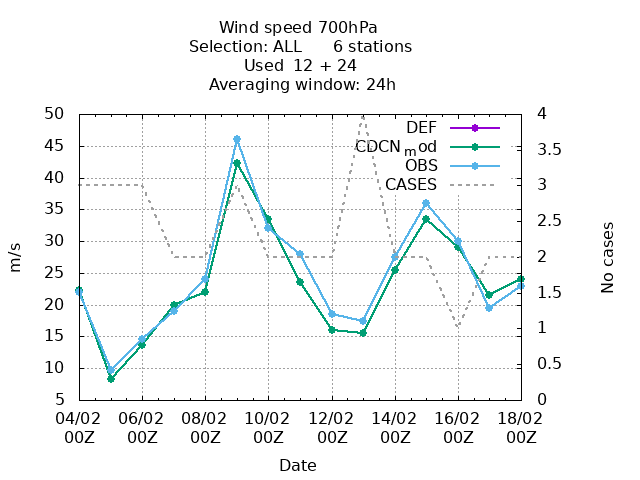 Wind speed 700hPa
Selection: ALL 6 stations
Used 12 + 24
Averaging window: 24h
50
45
40
35
30
25
20
15
10
5
4
3.5
3
2.5
2
1.5
1
0.5
0
DEF
CDCNmod
OBS
CASES
m/s
No cases
04/02 06/02 08/02 10/02 12/02 14/02 16/02 18/02
00Z 00Z 00Z 00Z 00Z 00Z 00Z 00Z
Date